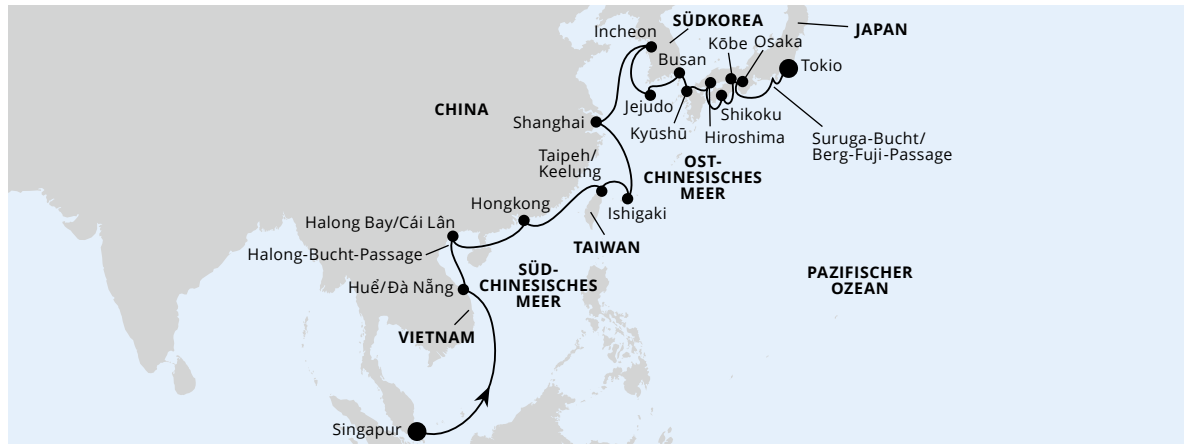 SÜDKOREA
Incheon
JAPAN
Kōbe
Osaka
Busan
Tokio
CHINA
Jejudo
Shikoku
Shanghai
Kyūshū
Hiroshima
Suruga-Bucht/
Berg-Fuji-Passage
Taipeh/
Keelung
OST-
CHINESISCHES
MEER
Hongkong
Ishigaki
Halong Bay/Cái Lân
TAIWAN
Halong-Bucht-Passage
SÜD-
CHINESISCHES
MEER
PAZIFISCHER
OZEAN
Huế/Đà Nẵng
VIETNAM
Singapur